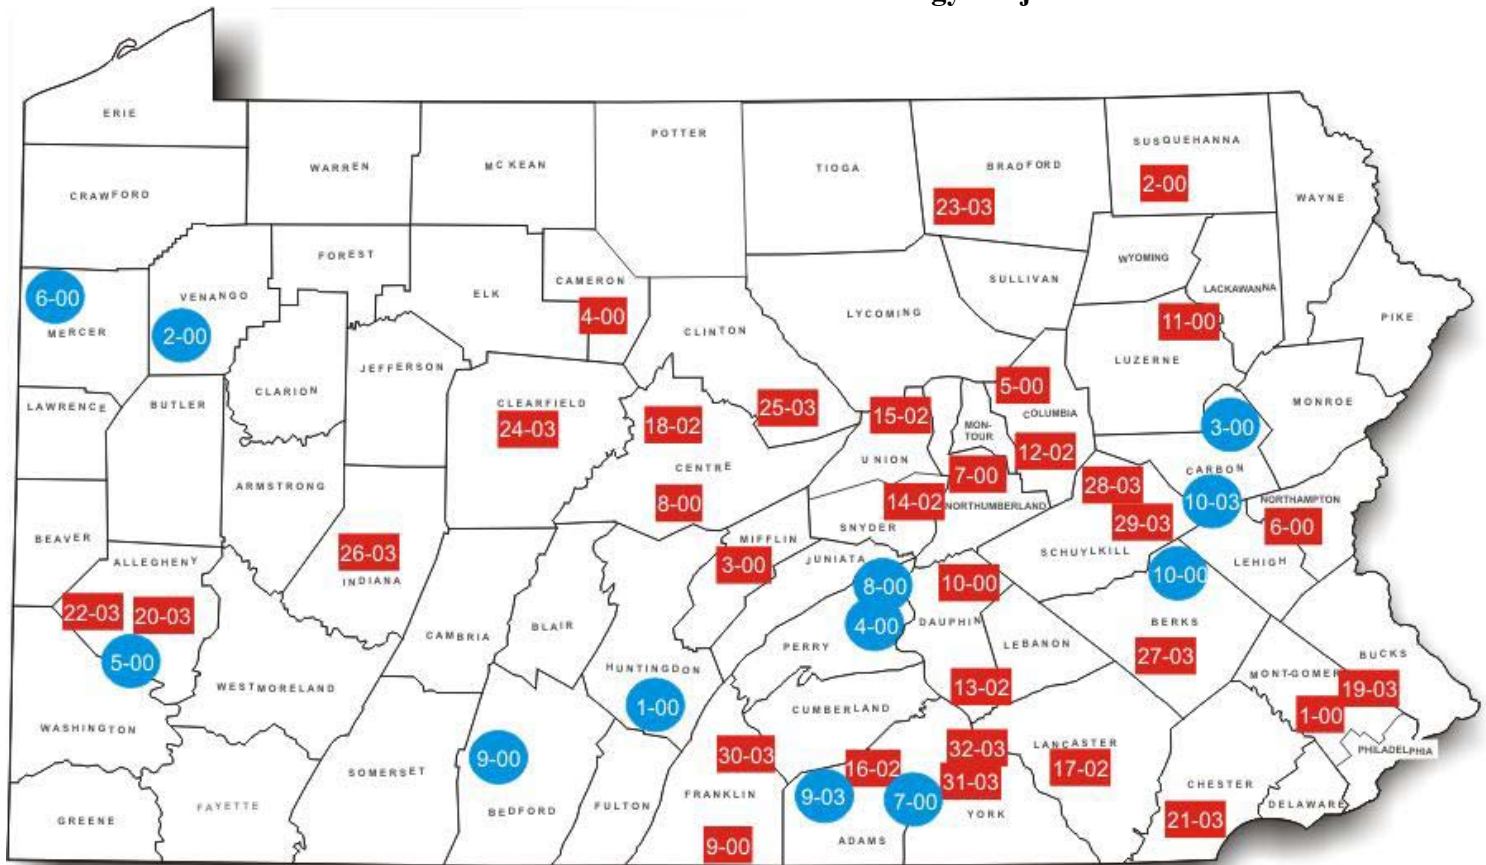 gy
j
ERIE
POTTER
SUSQUEHANNA
WARREN
MC KEAN
TIOGA
BRADFORD
CRAWFORD
2-00
WAYNE
23-03
FOREST
WYOMING
CAMERON
SULLIVAN
LACKAWANNA
6-00
VENANGO
ELK
4-00
LYCOMING
11-00
PIKE
MERCER
2-00
CLINTON
LUZERNE
JEFFERSON
CLARION
5-00
LAWRENCE
BUTLER
CLEARFIELD
25-03
15-02
COLUMBIA
MONROE
24-03
18-02
MON-
TOUR
3-00
12-02
CENTRE
UNION
7-00
CARBON
ARMSTRONG
28-03
8-00
14-02
NORTHUMBERLAND
10-03
NORTHAMPTON
29-03
6-00
BEAVER
SNYDER
MIFFLIN
26-03
SCHUYLKILL
ALLEGHENY
JUNIATA
LEHIGH
3-00
INDIANA
8-00
10-00
10-00
22-03
20-03
4-00
DAUPHIN
BERKS
CAMBRIA
BLAIR
PERRY
LEBANON
5-00
27-03
BUCKS
HUNTINGDON
MONTGOMER
WESTMORELAND
13-02
19-03
1-00
CUMBERLAND
1-00
WASHINGTON
32-03
LANCASTER
30-03
PHILADELPHIA
9-00
16-02
17-02
SOMERSET
31-03
FRANKLIN
9-03
7-00
CHESTER
FAYETTE
BEDFORD
FULTON
YORK
DELAWARE
GREENE
21-03
9-00
ADAMS